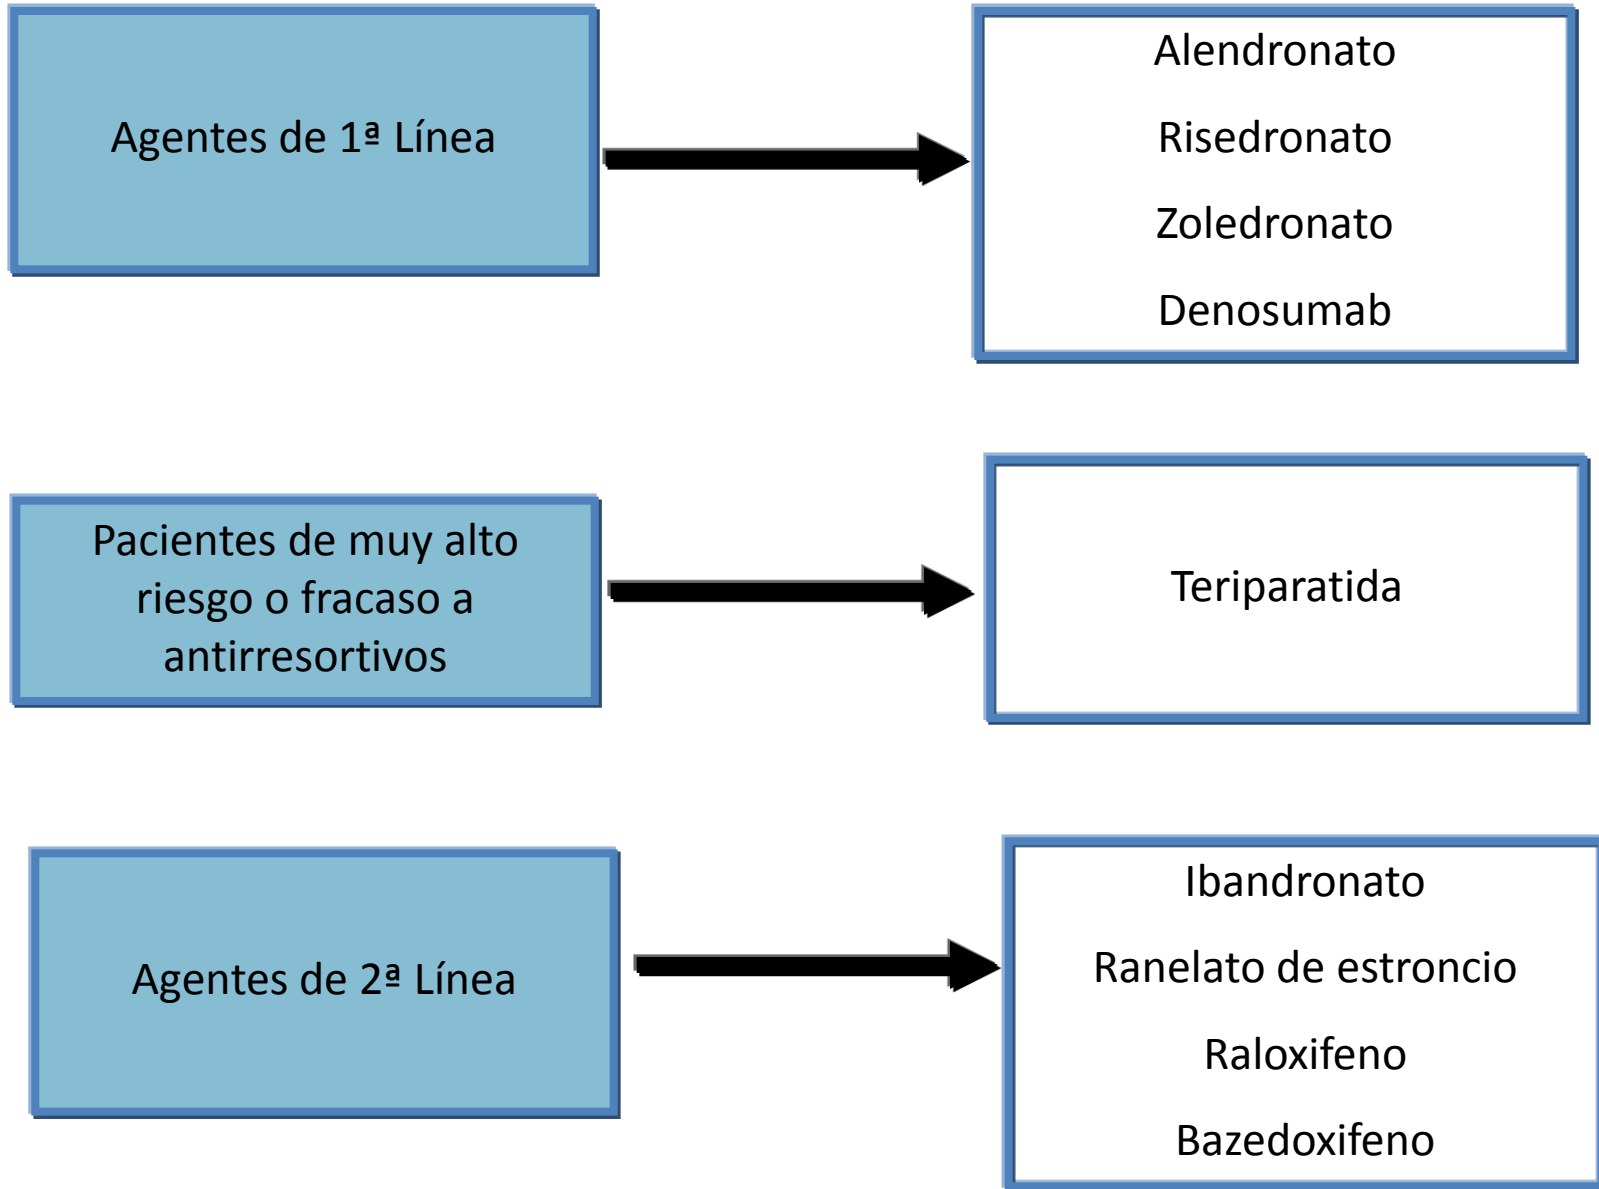 Agentes de 1ª Línea
Alendronato
Risedronato
Zoledronato
Denosumab
Pacientes de muy alto
riesgo o fracaso a
antirresortivos
Teriparatida
Agentes de 2ª Línea
Ibandronato
Ranelato de estroncio
Raloxifeno
Bazedoxifeno